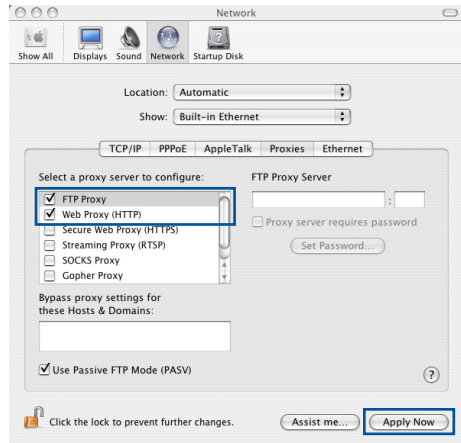 Network
Show All Displays Sound Network Startup Disk
Location: Automatic
Show: Built-in Ethernet
TCP/IP PPPoE AppleTalk Proxies Ethernet
Select a proxy server to configure: FTP Proxy Server
FTP Proxy
:
Web Proxy (HTTP)
Proxy server requires password
Secure Web Proxy (HTTPS)
Streaming Proxy (RTSP)
Set Password...
SOCKS Proxy
Gopher Proxy
Bypass proxy settings for
these Hosts & Domains:
Use Passive FTP Mode (PASV)
?
Click the lock to prevent further changes. Assist me... Apply Now